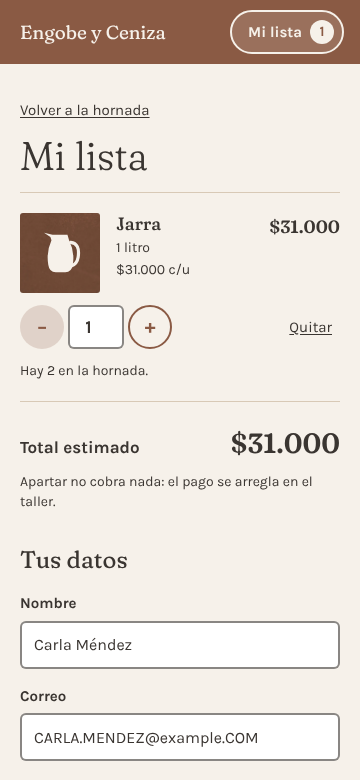 Engobe y Ceniza
Mi lista 1
Volver a la hornada
Mi lista
Jarra
$31.000
1 litro
$31.000 c/u
− 1 +
Quitar
Hay 2 en la hornada.
Total estimado
$31.000
Apartar no cobra nada: el pago se arregla en el
taller.
Tus datos
Nombre
Carla Méndez
Correo
CARLA.MENDEZ@example.COM